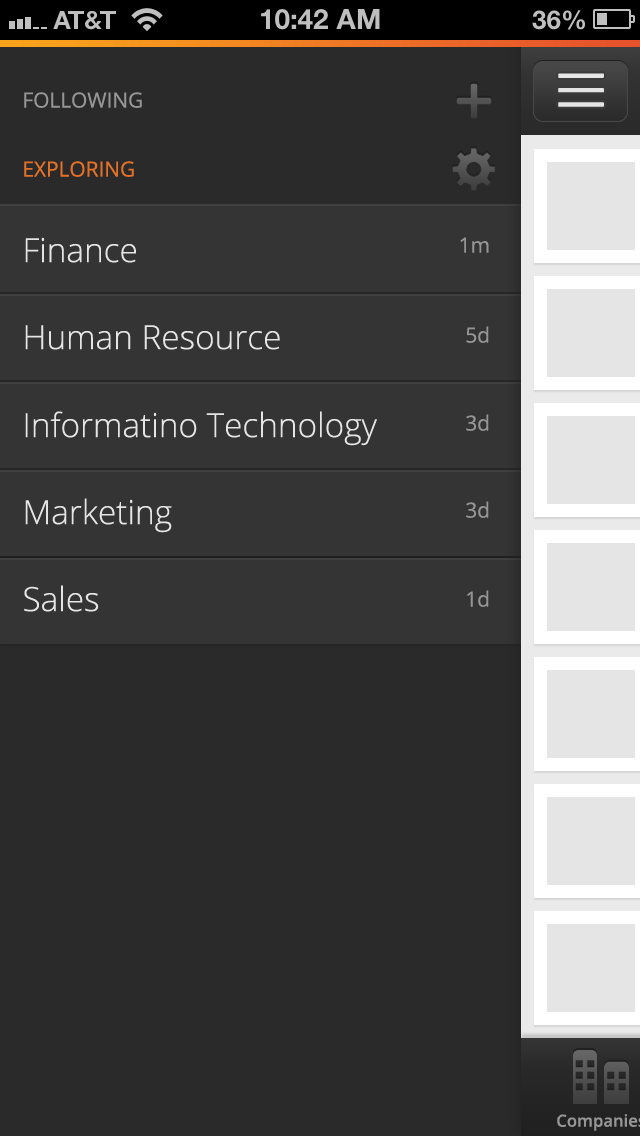 AT&T 10:42 AM 36%
FOLLOWING
EXPLORING
Finance 1m
Human Resource 5d
Informatino Technology 3d
Marketing 3d
Sales 1d
Companies